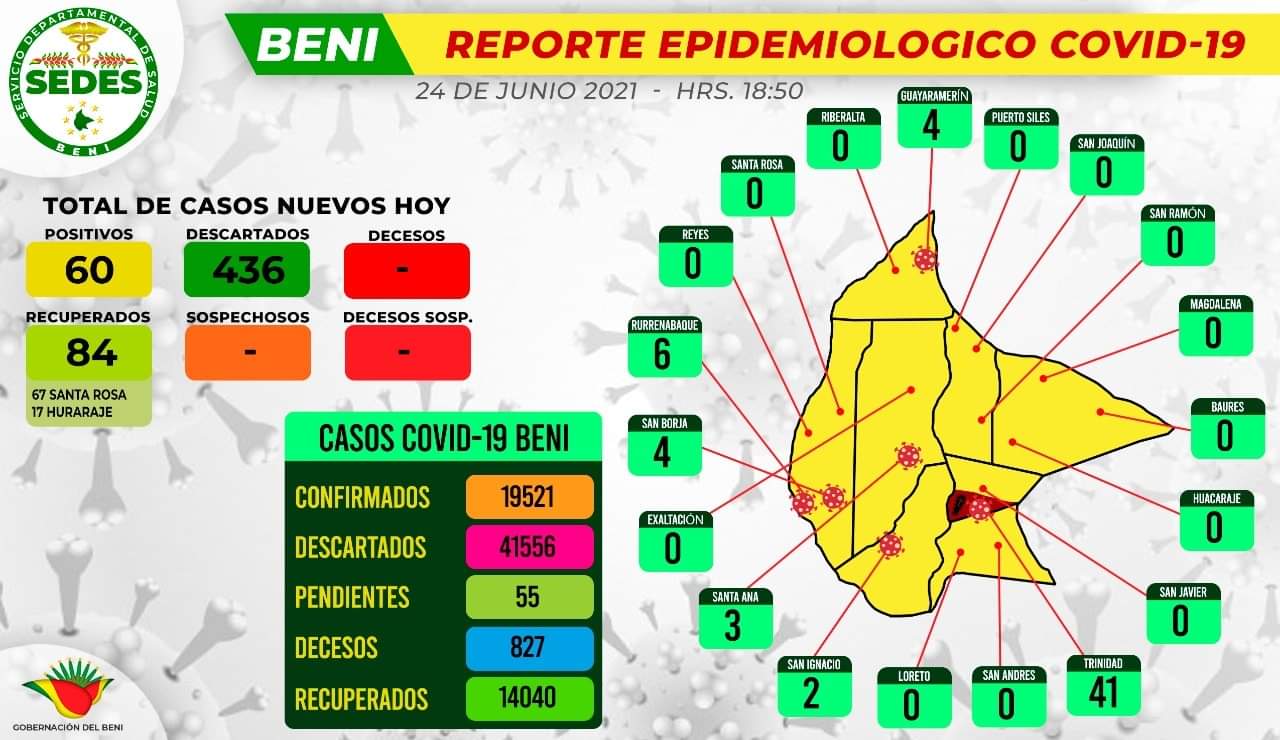 SERVICIO DEPARTAMENTAL DE SALUD
SEDES
BENI
BENI
REPORTE EPIDEMIOLOGICO COVID-19
24 DE JUNIO 2021 - HRS. 18:50
TOTAL DE CASOS NUEVOS HOY
POSITIVOS
60
DESCARTADOS
436
DECESOS
-
RECUPERADOS
84
67 SANTA ROSA
17 HURARAJE
SOSPECHOSOS
-
DECESOS SOSP.
-
CASOS COVID-19 BENI
CONFIRMADOS 19521
DESCARTADOS 41556
PENDIENTES 55
DECESOS 827
RECUPERADOS 14040
GUAYARAMERÍN
4
RIBERALTA
0
PUERTO SILES
0
SAN JOAQUÍN
0
SANTA ROSA
0
SAN RAMÓN
0
REYES
0
MAGDALENA
0
RURRENABAQUE
6
BAURES
0
SAN BORJA
4
HUACARAJE
0
EXALTACIÓN
0
SAN JAVIER
0
SANTA ANA
3
SAN IGNACIO
2
LORETO
0
SAN ANDRES
0
TRINIDAD
41
GOBERNACIÓN DEL BENI